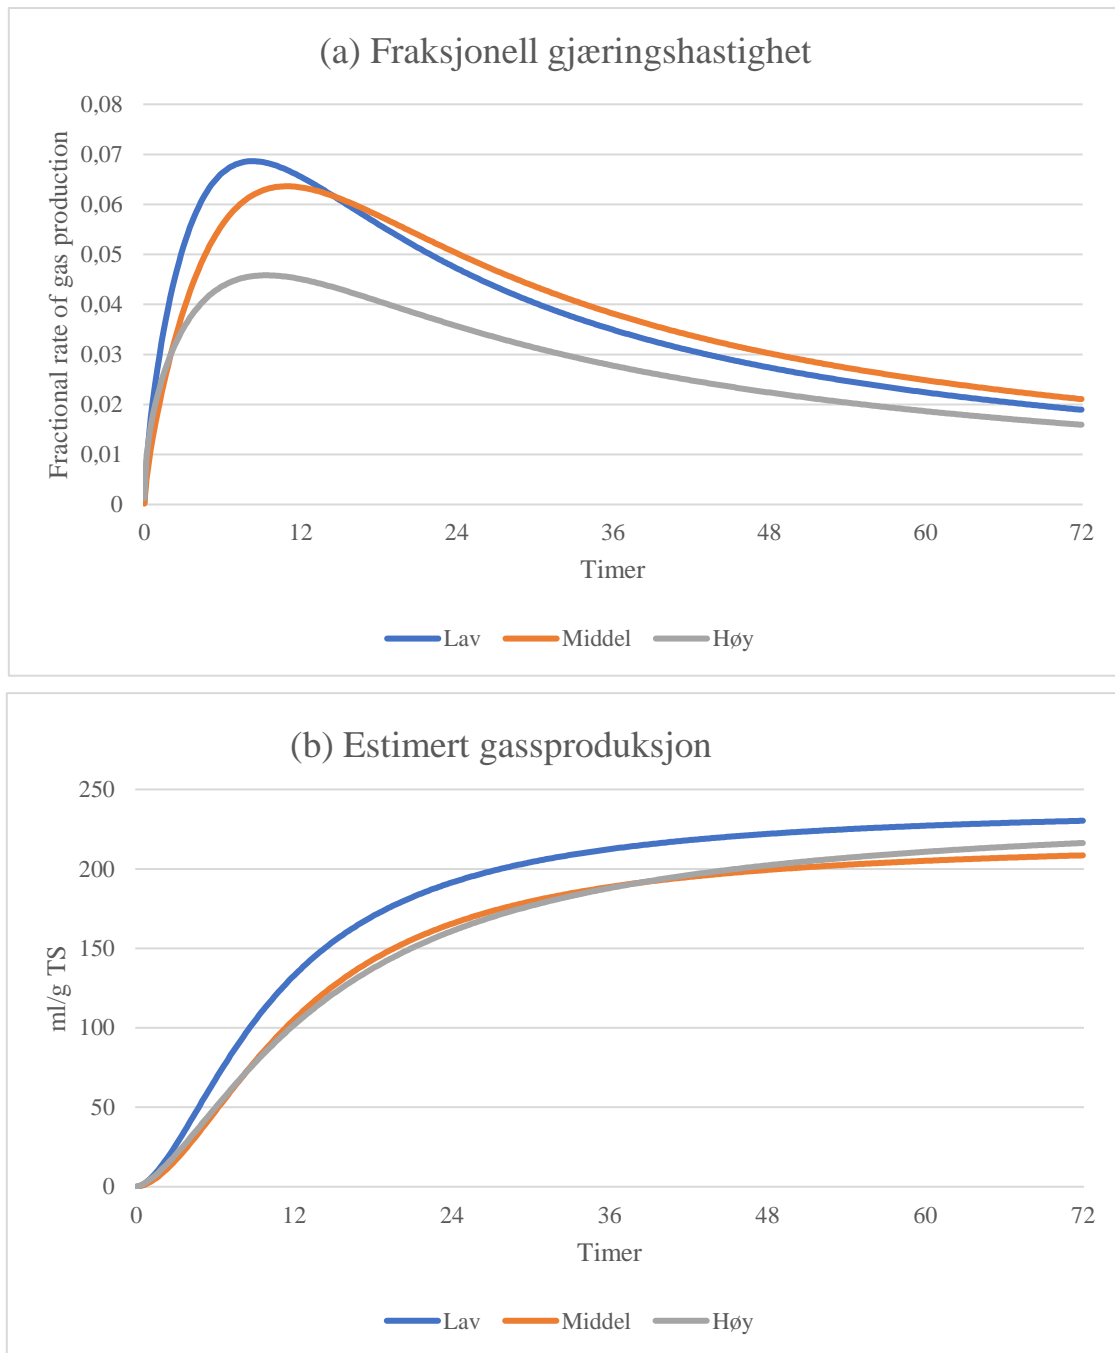 (a) Fraksjonell gjæringshastighet
Fractional rate of gas production
0,08
0,07
0,06
0,05
0,04
0,03
0,02
0,01
0
0 12 24 36 48 60 72
Timer
Lav Middel Høy
(b) Estimert gassproduksjon
ml/g TS
250
200
150
100
50
0
0 12 24 36 48 60 72
Timer
Lav Middel Høy